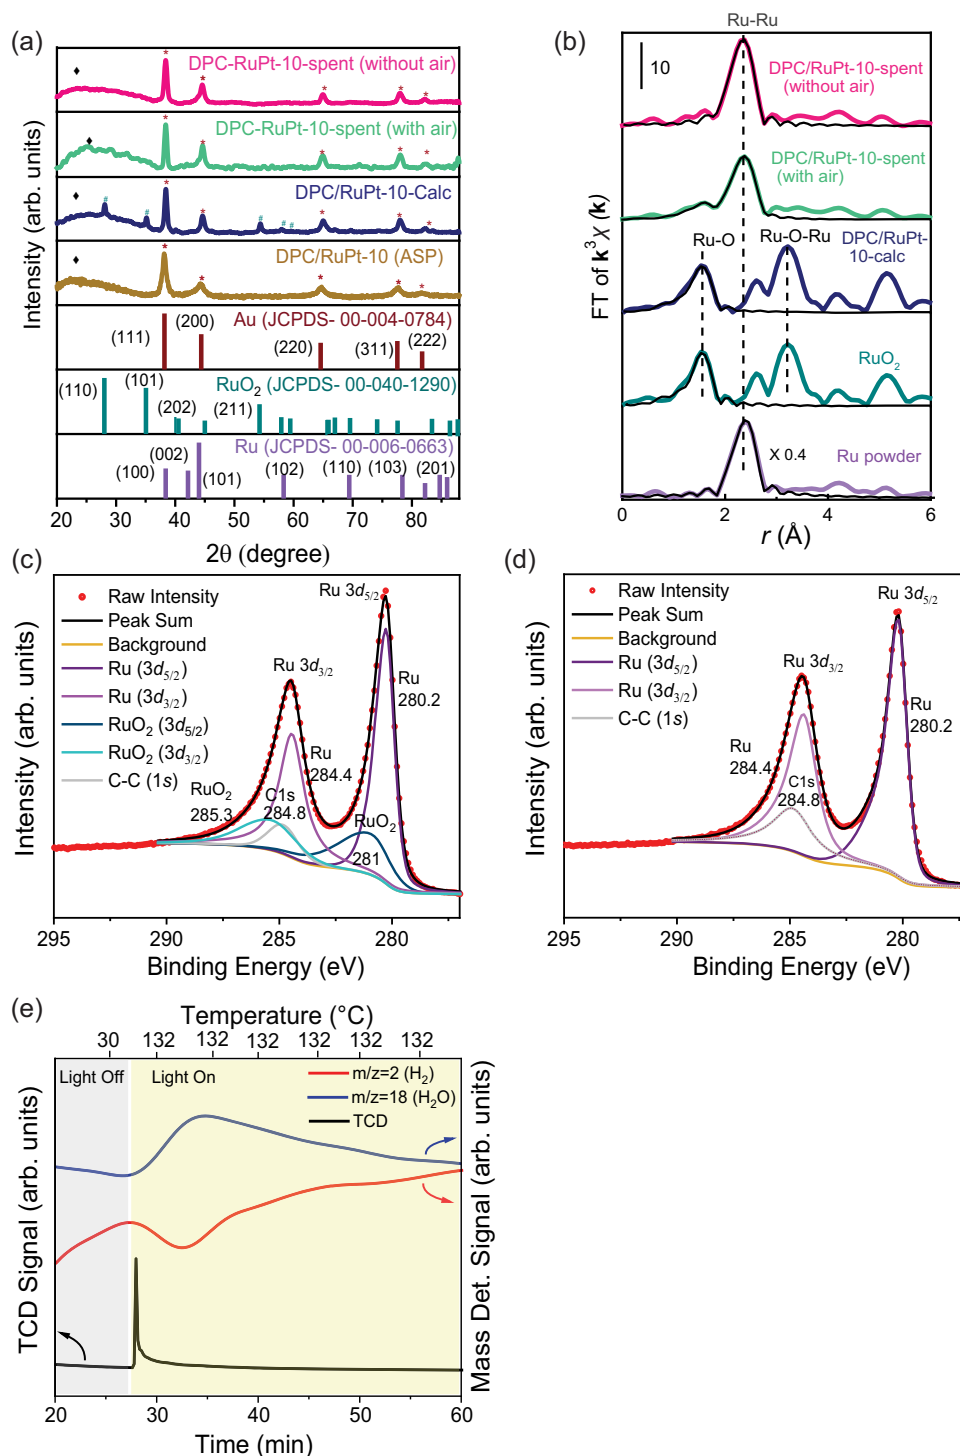 (a)
DPC-RuPt-10-spent (without air)
DPC-RuPt-10-spent (with air)
DPC/RuPt-10-Calc
DPC/RuPt-10 (ASP)
Au (JCPDS- 00-004-0784)
(111)
(200)
(220)
(311)
(222)
RuO₂ (JCPDS- 00-040-1290)
(110)
(101)
(202)
(211)
Ru (JCPDS- 00-006-0663)
(100)
(002)
(101)
(102)
(110)
(103)
(201)
Intensity (arb. units)
20 30 40 50 60 70 80
2θ (degree)
(b)
Ru-Ru
10
DPC/RuPt-10-spent
(without air)
DPC/RuPt-10-spent
(with air)
Ru-O
Ru-O-Ru
DPC/RuPt-
10-calc
RuO₂
X 0.4
Ru powder
FT of k³χ (k)
0 2 4 6
r (Å)
(c)
Raw Intensity
Peak Sum
Background
Ru (3d5/2)
Ru (3d3/2)
RuO₂ (3d5/2)
RuO₂ (3d3/2)
C-C (1s)
Ru 3d5/2
Ru 3d3/2
Ru
280.2
Ru
284.4
RuO₂
285.3
C1s
284.8
RuO₂
281
Intensity (arb. units)
295 290 285 280
Binding Energy (eV)
(d)
Raw Intensity
Peak Sum
Background
Ru (3d5/2)
Ru (3d3/2)
C-C (1s)
Ru 3d5/2
Ru 3d3/2
Ru
280.2
Ru
284.4
C1s
284.8
Intensity (arb. units)
295 290 285 280
Binding Energy (eV)
(e)
Temperature (°C)
30 132 132 132 132 132 132
Light Off
Light On
m/z=2 (H₂)
m/z=18 (H₂O)
TCD
TCD Signal (arb. units)
Mass Det. Signal (arb. units)
20 30 40 50 60
Time (min)